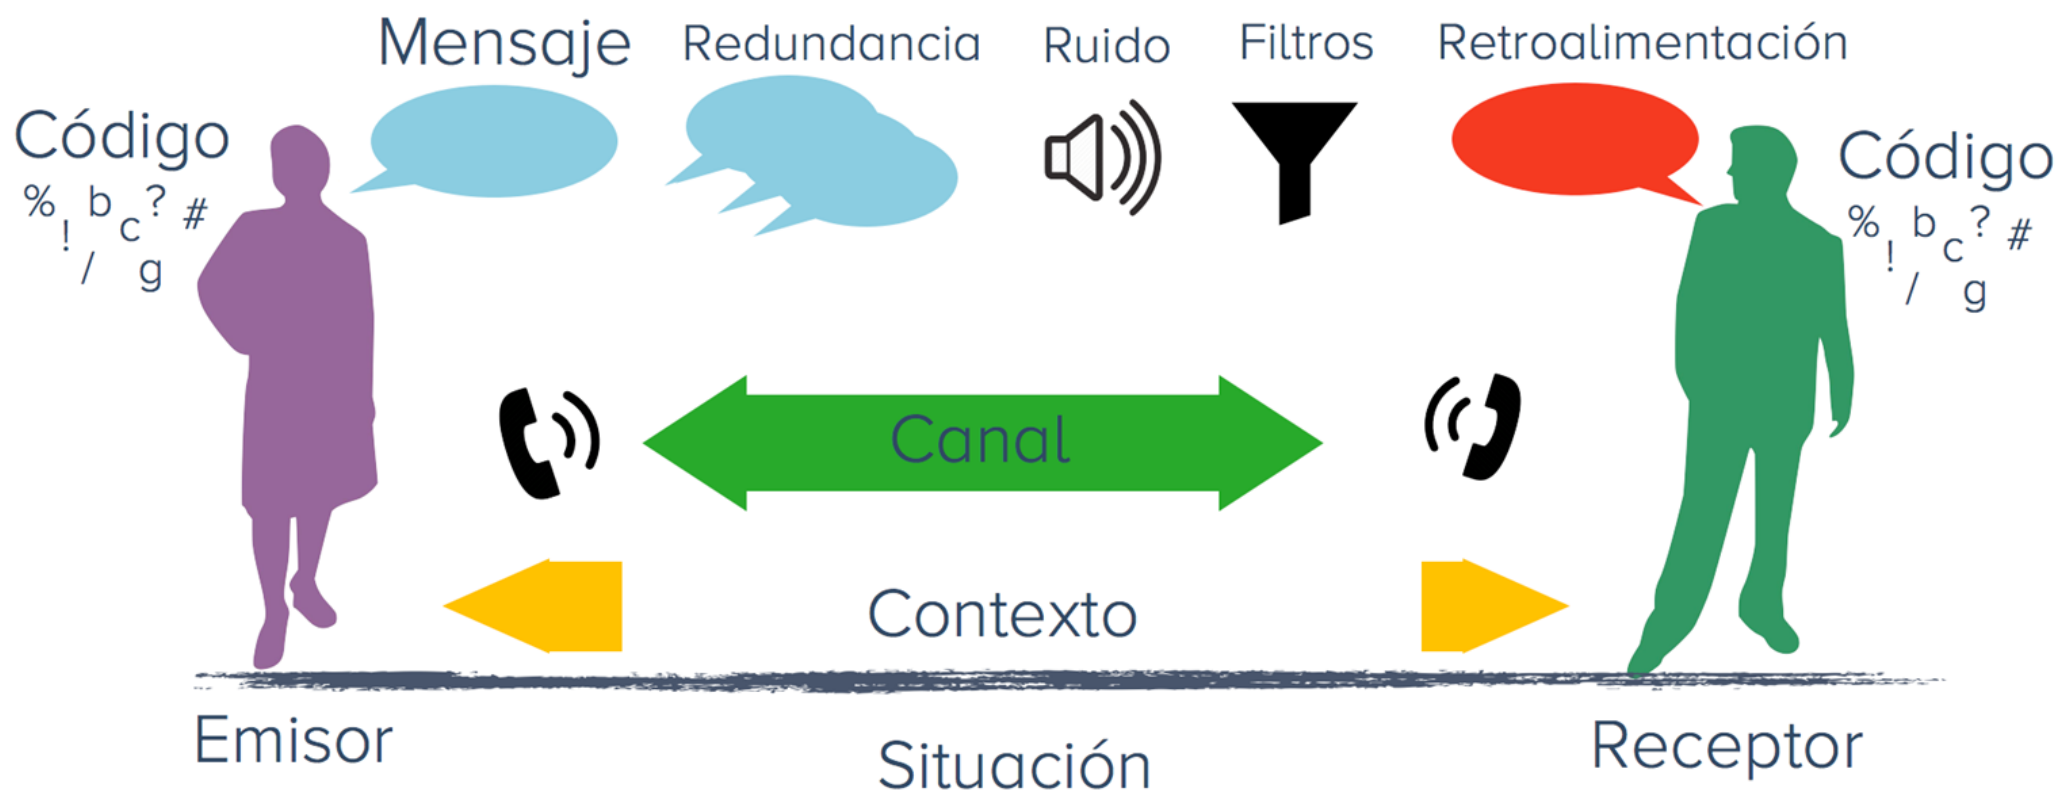 Mensaje
Redundancia
Ruido
Filtros
Retroalimentación
Código
% ! b c ? #
/ g
Código
% ! b c ? #
/ g
Canal
Contexto
Emisor
Situación
Receptor